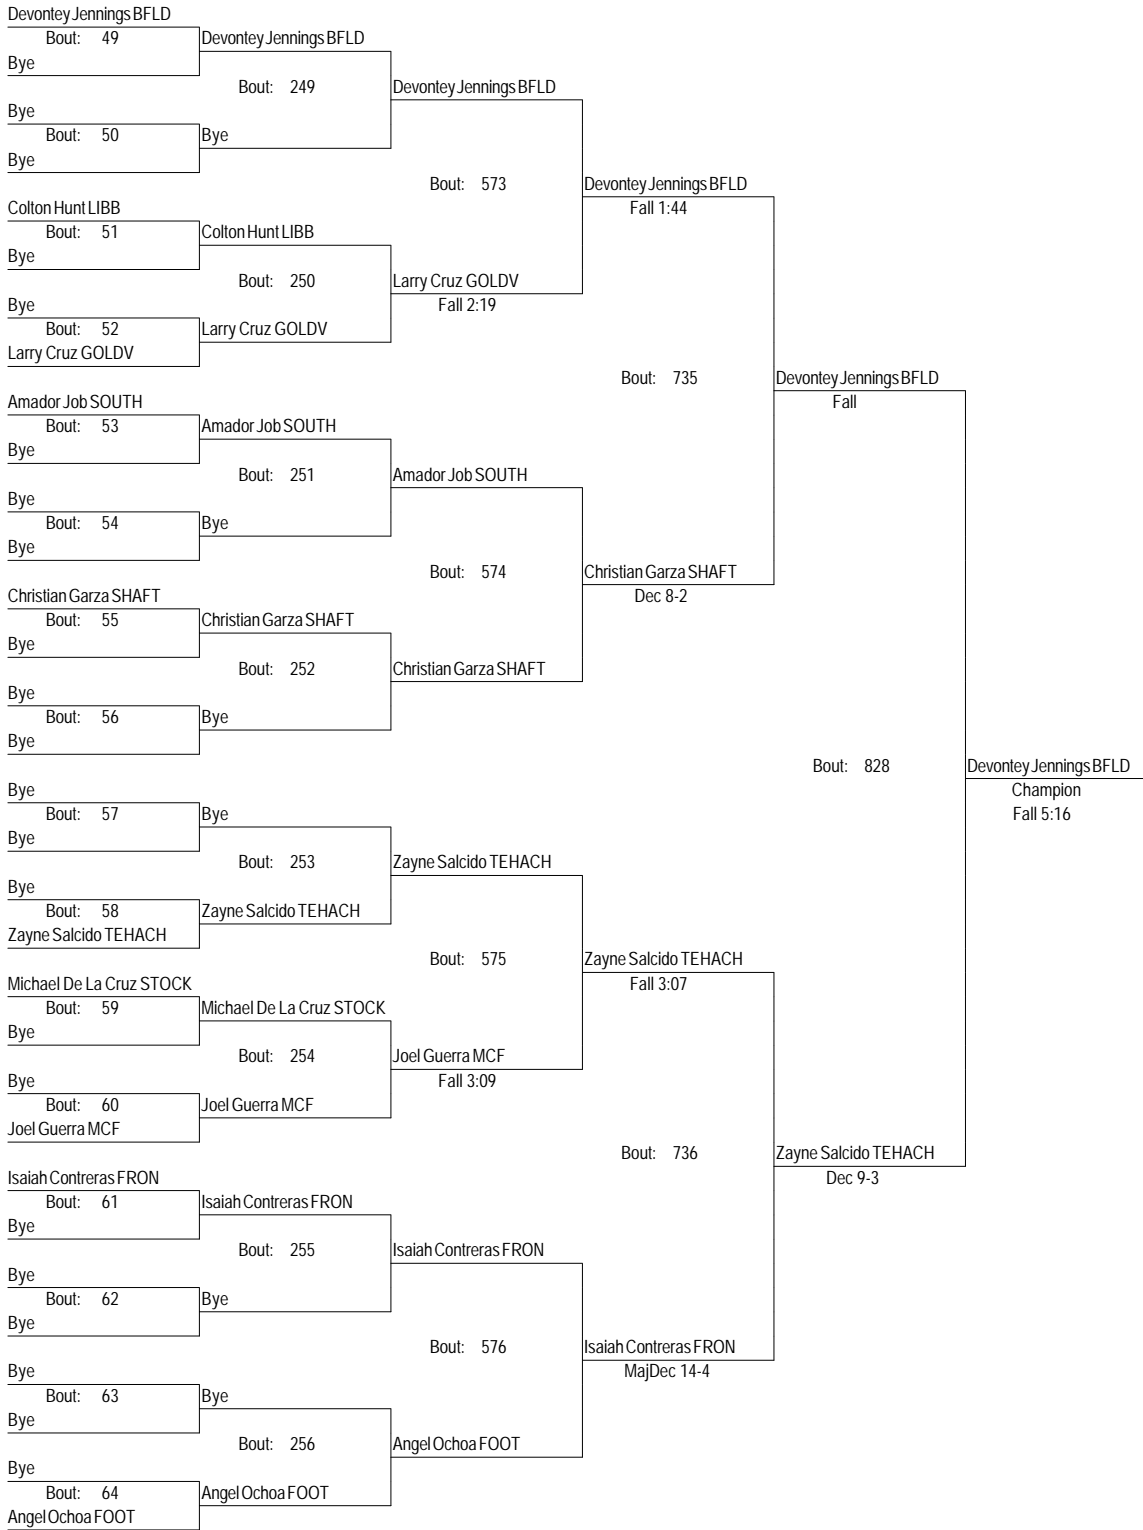 Devontey Jennings BFLD
Bout: 49
Devontey Jennings BFLD
Bye
Bout: 249
Devontey Jennings BFLD
Bye
Bout: 50
Bye
Bye
Bout: 573
Devontey Jennings BFLD
Fall 1:44
Colton Hunt LIBB
Bout: 51
Colton Hunt LIBB
Bye
Bout: 250
Larry Cruz GOLDV
Fall 2:19
Bye
Bout: 52
Larry Cruz GOLDV
Larry Cruz GOLDV
Bout: 735
Devontey Jennings BFLD
Fall
Amador Job SOUTH
Bout: 53
Amador Job SOUTH
Bye
Bout: 251
Amador Job SOUTH
Bye
Bout: 54
Bye
Bye
Bout: 574
Christian Garza SHAFT
Dec 8-2
Christian Garza SHAFT
Bout: 55
Christian Garza SHAFT
Bye
Bout: 252
Christian Garza SHAFT
Bye
Bout: 56
Bye
Bye
Bout: 828
Devontey Jennings BFLD
Champion
Fall 5:16
Bye
Bout: 57
Bye
Bye
Bout: 253
Zayne Salcido TEHACH
Bye
Bout: 58
Zayne Salcido TEHACH
Zayne Salcido TEHACH
Bout: 575
Zayne Salcido TEHACH
Fall 3:07
Michael De La Cruz STOCK
Bout: 59
Michael De La Cruz STOCK
Bye
Bout: 254
Joel Guerra MCF
Fall 3:09
Bye
Bout: 60
Joel Guerra MCF
Joel Guerra MCF
Bout: 736
Zayne Salcido TEHACH
Dec 9-3
Isaiah Contreras FRON
Bout: 61
Isaiah Contreras FRON
Bye
Bout: 255
Isaiah Contreras FRON
Bye
Bout: 62
Bye
Bye
Bout: 576
Isaiah Contreras FRON
MajDec 14-4
Bye
Bout: 63
Bye
Bye
Bout: 256
Angel Ochoa FOOT
Bye
Bout: 64
Angel Ochoa FOOT
Angel Ochoa FOOT